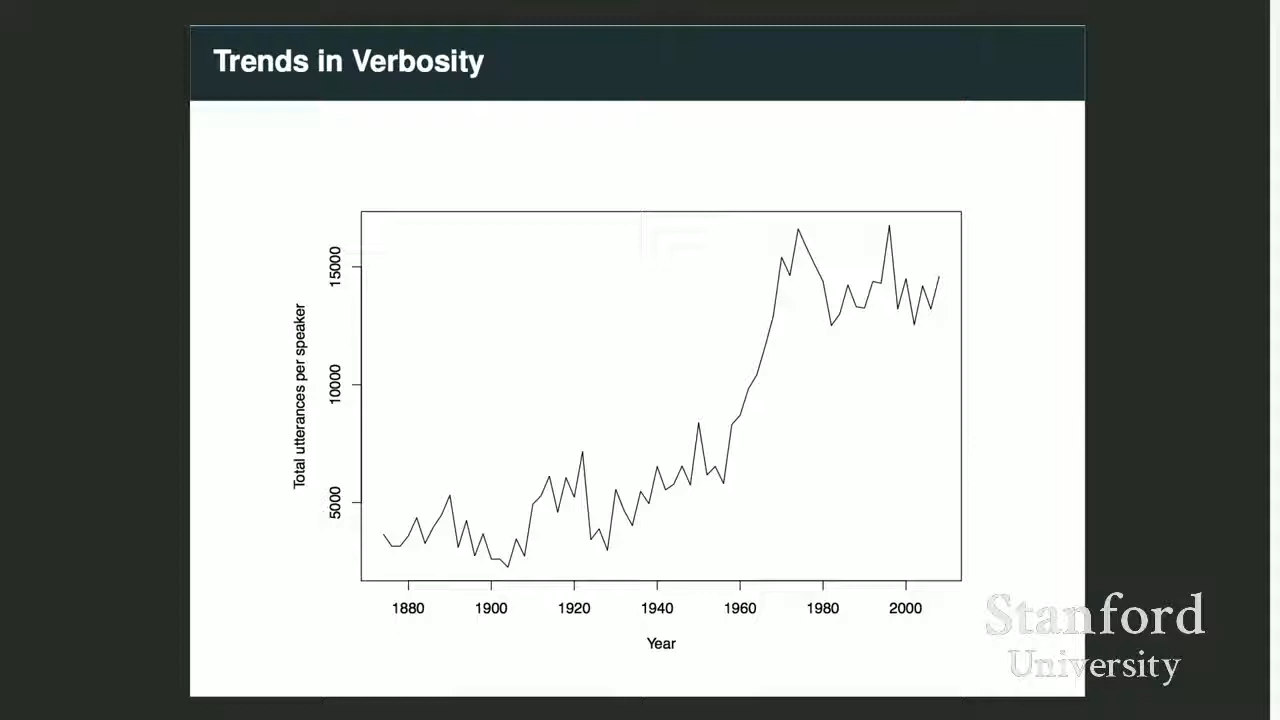 Trends in Verbosity
Total utterances per speaker
15000
10000
5000
1880 1900 1920 1940 1960 1980 2000
Year
Stanford
University